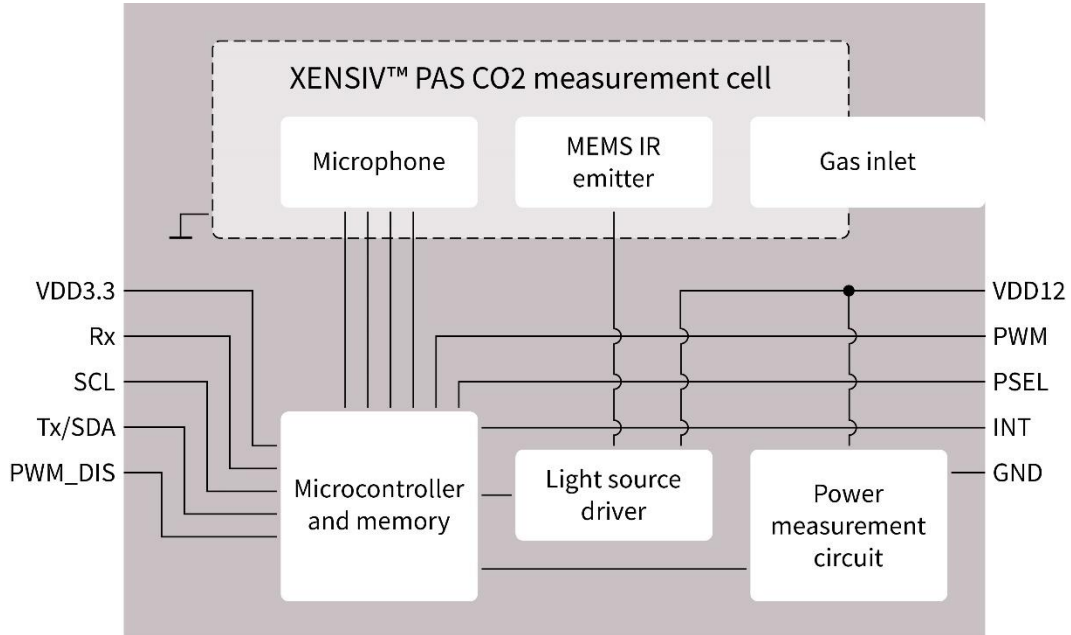 XENSIV™ PAS CO2 measurement cell
Microphone
MEMS IR
emitter
Gas inlet
VDD3.3
Rx
SCL
Tx/SDA
PWM_DIS
VDD12
PWM
PSEL
INT
GND
Microcontroller
and memory
Light source
driver
Power
measurement
circuit